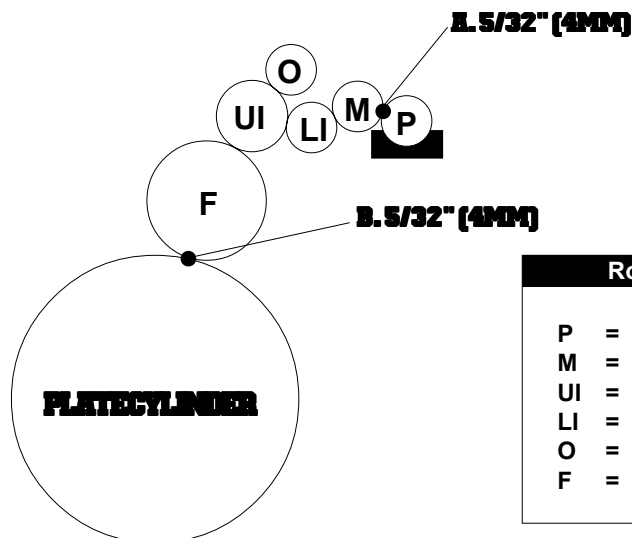 A. 5/32" (4MM)
O
UI
LI
M
P
F
B. 5/32" (4MM)
PLATECYLINDER
Ro
P =
M =
UI =
LI =
O =
F =